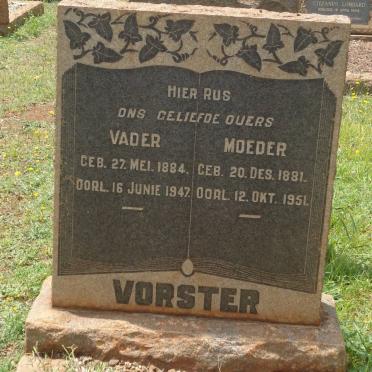 HIER RUS
ONS GELIEFDE OUERS
VADER
GEB. 27. MEI. 1884.
OORL. 16 JUNIE 1947.
MOEDER
GEB. 20. DES. 1881.
OORL. 12. OKT. 1951.
VORSTER